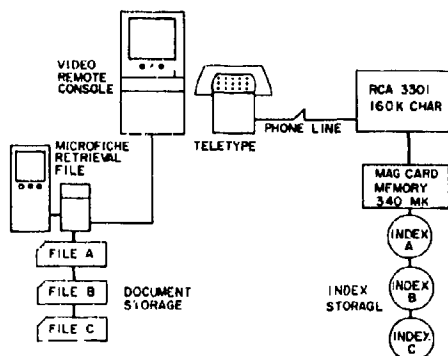 VIDEO
REMOTE
CONSOLE
TELETYPE
PHONE LINE
RCA 3301
160K CHAR
MICROFICHE
RETRIEVAL
FILE
MAG CARD
MEMORY
340 MK
FILE A
FILE B
FILE C
DOCUMENT
STORAGE
INDEX
STORAGE
INDEX
A
INDEX
B
INDEX
C